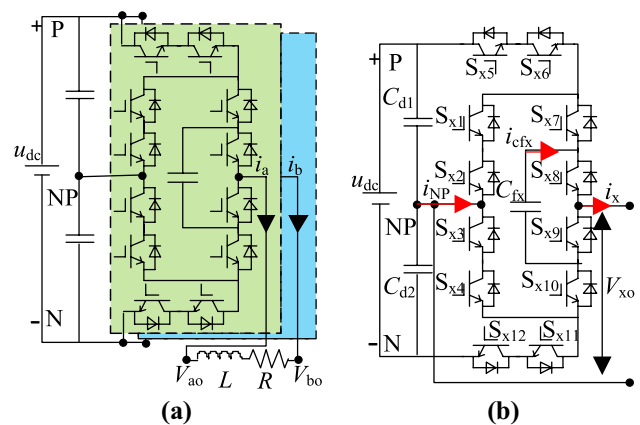 + P
u_dc
NP
- N
i_a i_b
V_ao L R V_bo
(a)
+ P
S_x5 S_x6
C_d1 S_x1 S_x7
i_cfx
S_x2 S_x8
u_dc i_NP C_fx i_x
NP S_x3 S_x9
C_d2 S_x4 S_x10 V_xo
- N S_x12 S_x11
(b)